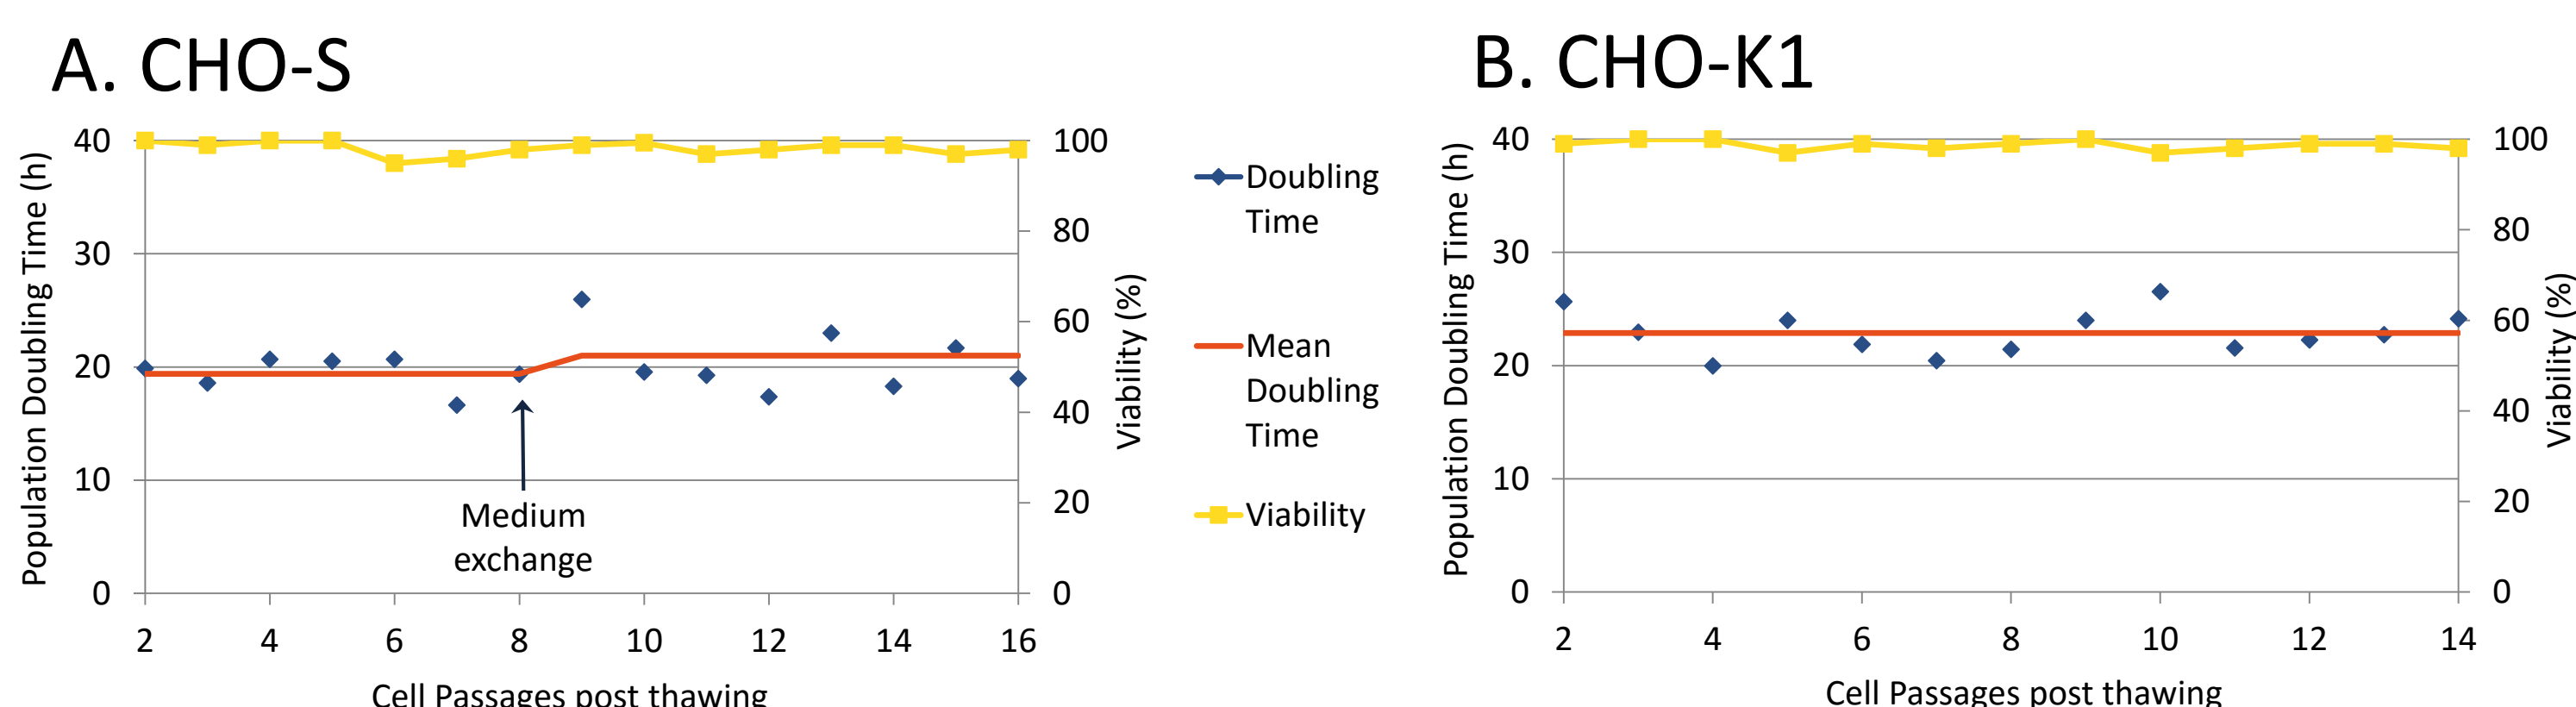 A. CHO-S
Population Doubling Time (h)
40
30
20
10
0
100
80
60
40
20
0
Viability (%)
Medium
exchange
2 4 6 8 10 12 14 16
Cell Passages post thawing
Doubling
Time
Mean
Doubling
Time
Viability
B. CHO-K1
Population Doubling Time (h)
40
30
20
10
0
100
80
60
40
20
0
Viability (%)
2 4 6 8 10 12 14
Cell Passages post thawing